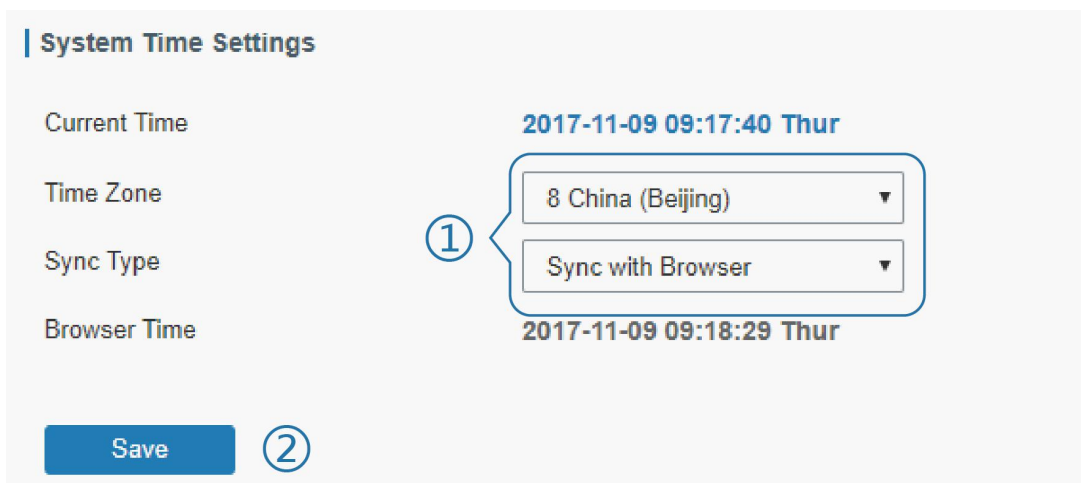 System Time Settings
Current Time 2017-11-09 09:17:40 Thur
Time Zone 8 China (Beijing)
①
Sync Type Sync with Browser
Browser Time 2017-11-09 09:18:29 Thur
Save ②